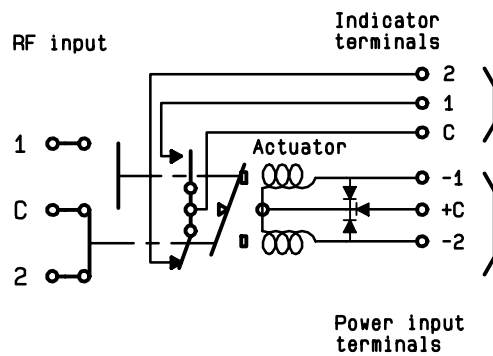 Indicator
terminals
RF input
2
1
C
Actuator
1
-1
C
+C
-2
2
Power input
terminals